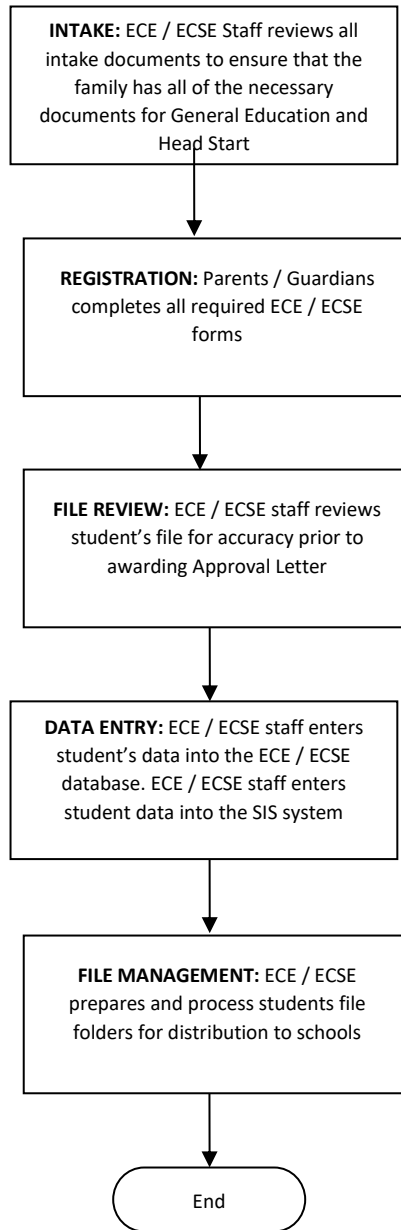 INTAKE: ECE / ECSE Staff reviews all
intake documents to ensure that the
family has all of the necessary
documents for General Education and
Head Start
REGISTRATION: Parents / Guardians
completes all required ECE / ECSE
forms
FILE REVIEW: ECE / ECSE staff reviews
student’s file for accuracy prior to
awarding Approval Letter
DATA ENTRY: ECE / ECSE staff enters
student’s data into the ECE / ECSE
database. ECE / ECSE staff enters
student data into the SIS system
FILE MANAGEMENT: ECE / ECSE
prepares and process students file
folders for distribution to schools
End